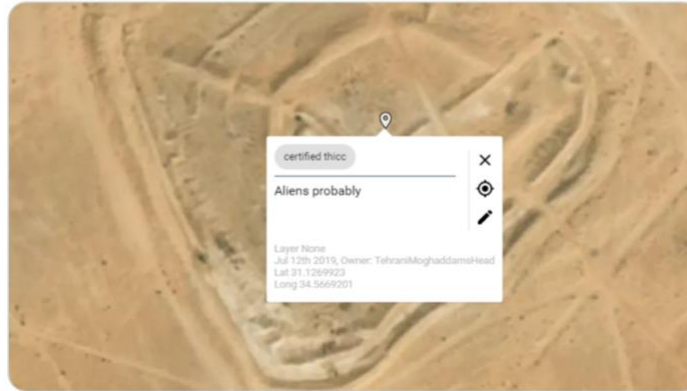 certified thicc
Aliens probably
Layer None
Jul 12th 2019, Owner: TehraniMoghaddamsHead
Lat 31.1269923
Long 34.5669201